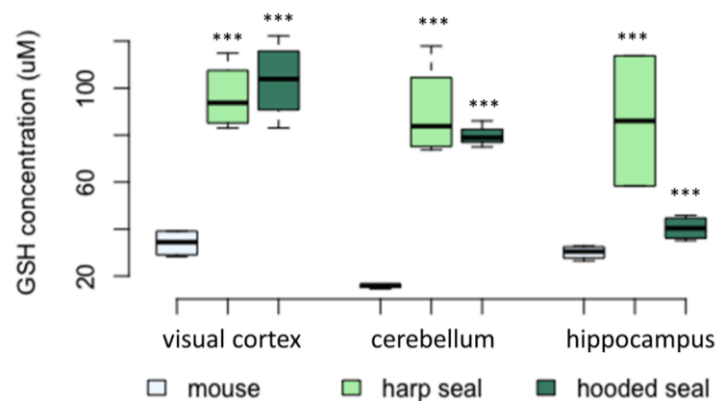 GSH concentration (uM)
100
60
20
*** *** *** *** *** ***
visual cortex cerebellum hippocampus
mouse harp seal hooded seal